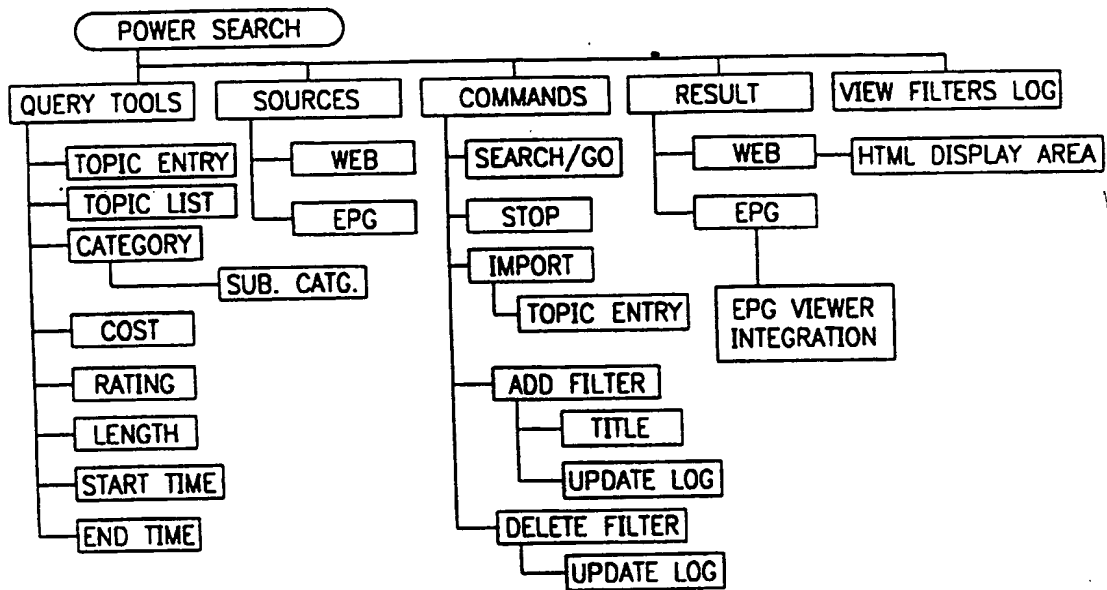 POWER SEARCH
QUERY TOOLS
TOPIC ENTRY
TOPIC LIST
CATEGORY
SUB. CATG.
COST
RATING
LENGTH
START TIME
END TIME
SOURCES
WEB
EPG
COMMANDS
SEARCH/GO
STOP
IMPORT
TOPIC ENTRY
ADD FILTER
TITLE
UPDATE LOG
DELETE FILTER
UPDATE LOG
RESULT
WEB
HTML DISPLAY AREA
EPG
EPG VIEWER
INTEGRATION
VIEW FILTERS LOG